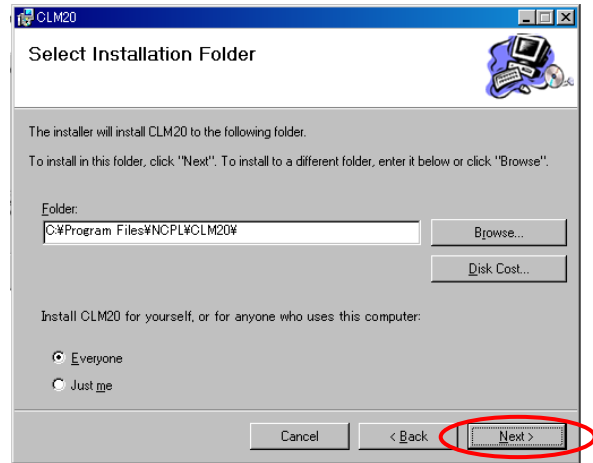 CLM20
Select Installation Folder
The installer will install CLM20 to the following folder.
To install in this folder, click "Next". To install to a different folder, enter it below or click "Browse".
Folder:
C:¥Program Files¥NCPL¥CLM20¥
Browse...
Disk Cost...
Install CLM20 for yourself, or for anyone who uses this computer:
Everyone
Just me
Cancel
< Back
Next >